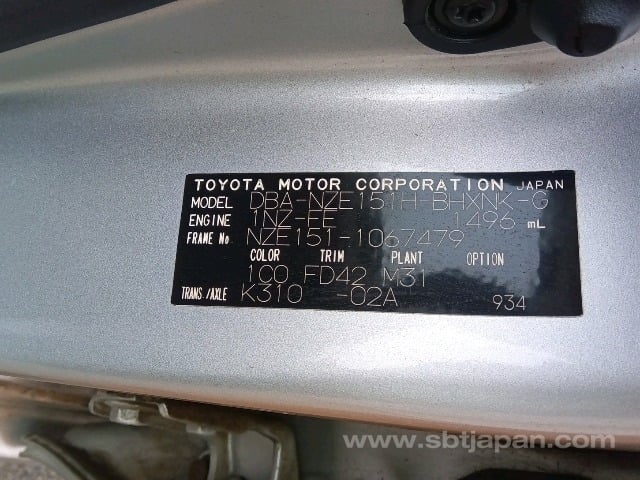 TOYOTA MOTOR CORPORATION JAPAN
MODEL DBA-NZE151H-BHXNK-G
ENGINE 1NZ-FE 1496 mL
FRAME No. NZE151-1067479
COLOR TRIM PLANT OPTION
1C0 FD42 M31
TRANS./AXLE K310 -02A 934
www.sbtjapan.com